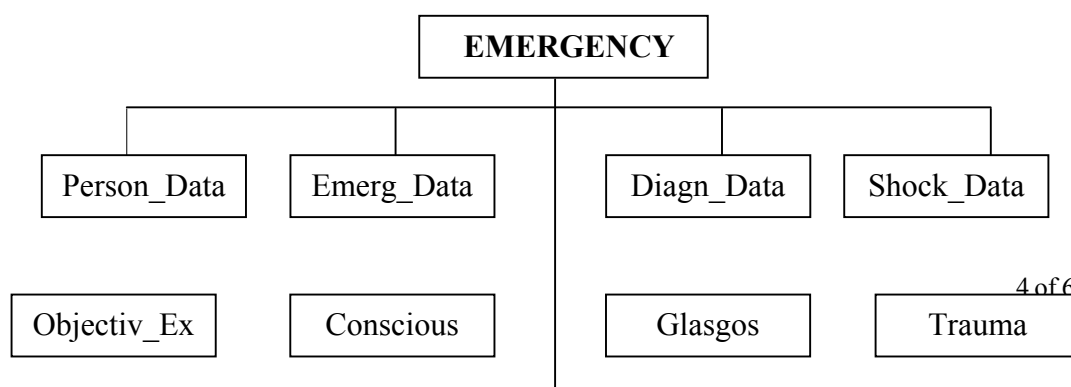 EMERGENCY
Person_Data
Emerg_Data
Diagn_Data
Shock_Data
4 of 6
Objectiv_Ex
Conscious
Glasgos
Trauma